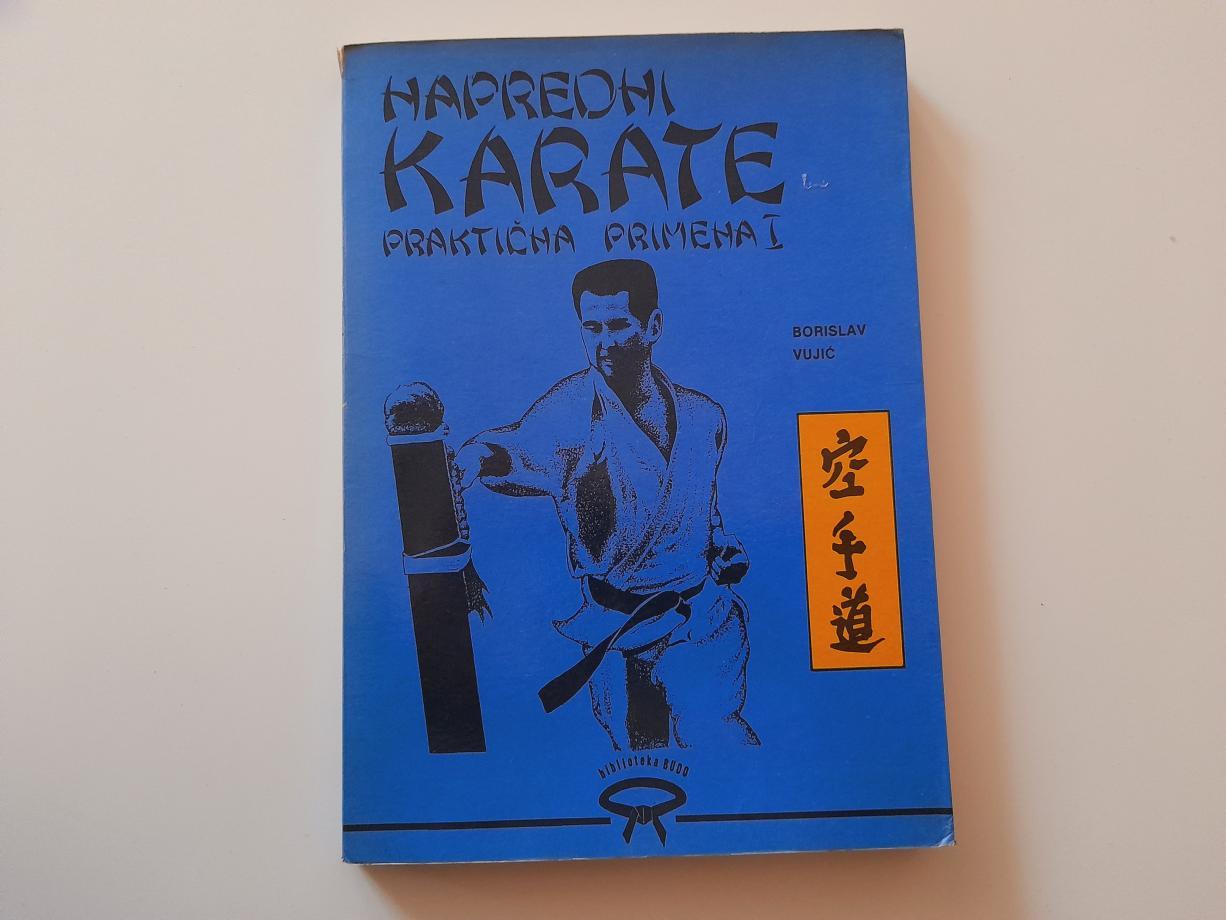 NAPREDNI
KARATE
PRAKTIČNA PRIMENA I
BORISLAV
VUJIĆ
空
手
道
biblioteka BUDO